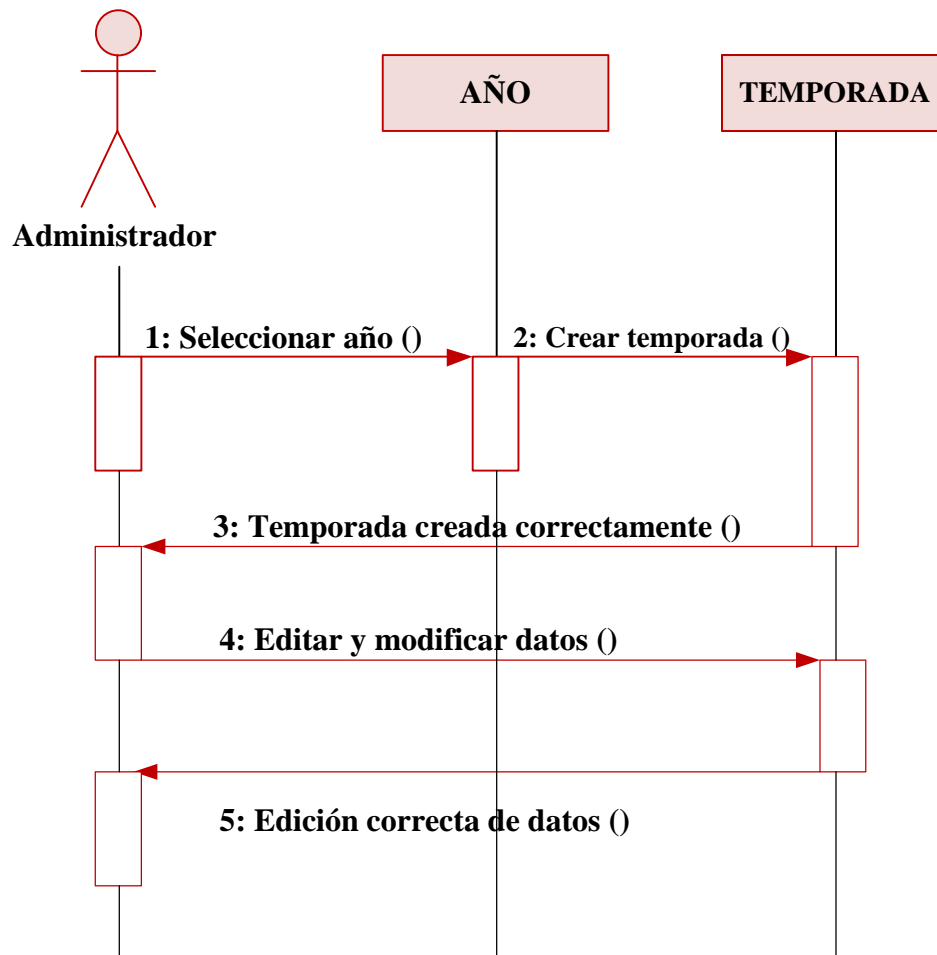 AÑO
TEMPORADA
Administrador
1: Seleccionar año ()
2: Crear temporada ()
3: Temporada creada correctamente ()
4: Editar y modificar datos ()
5: Edición correcta de datos ()